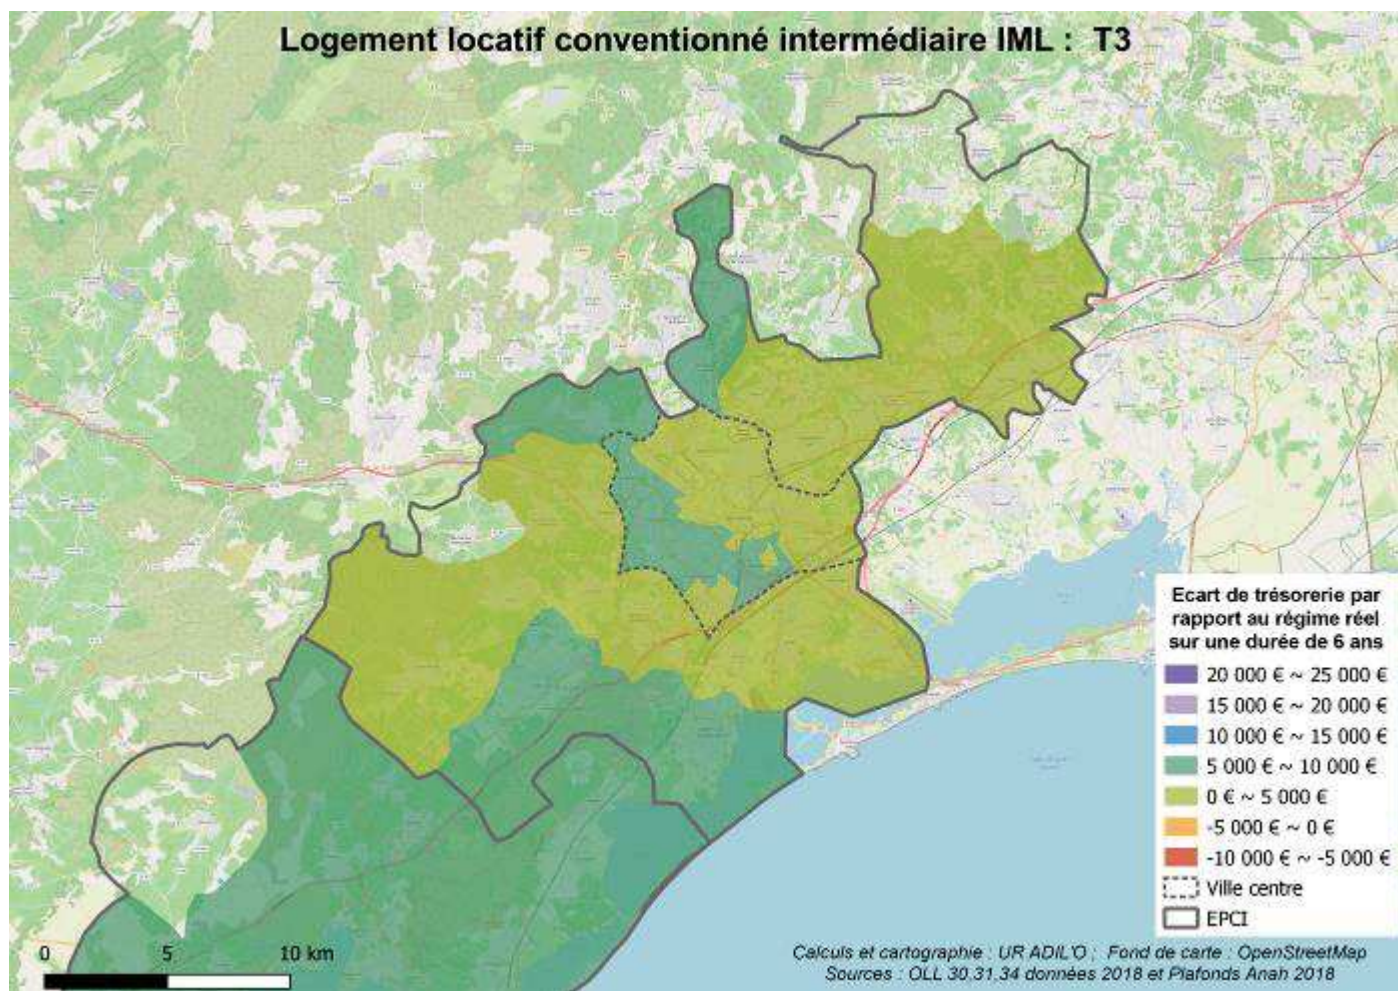 Logement locatif conventionné intermédiaire IML : T3
Ecart de trésorerie par
rapport au régime réel
sur une durée de 6 ans
20 000 € ~ 25 000 €
15 000 € ~ 20 000 €
10 000 € ~ 15 000 €
5 000 € ~ 10 000 €
0 € ~ 5 000 €
-5 000 € ~ 0 €
-10 000 € ~ -5 000 €
Ville centre
EPCI
0 5 10 km
Calculs et cartographie : UR ADIL'O ; Fond de carte : OpenStreetMap
Sources : OLL 30,31,34 données 2018 et Plafonds Anah 2018